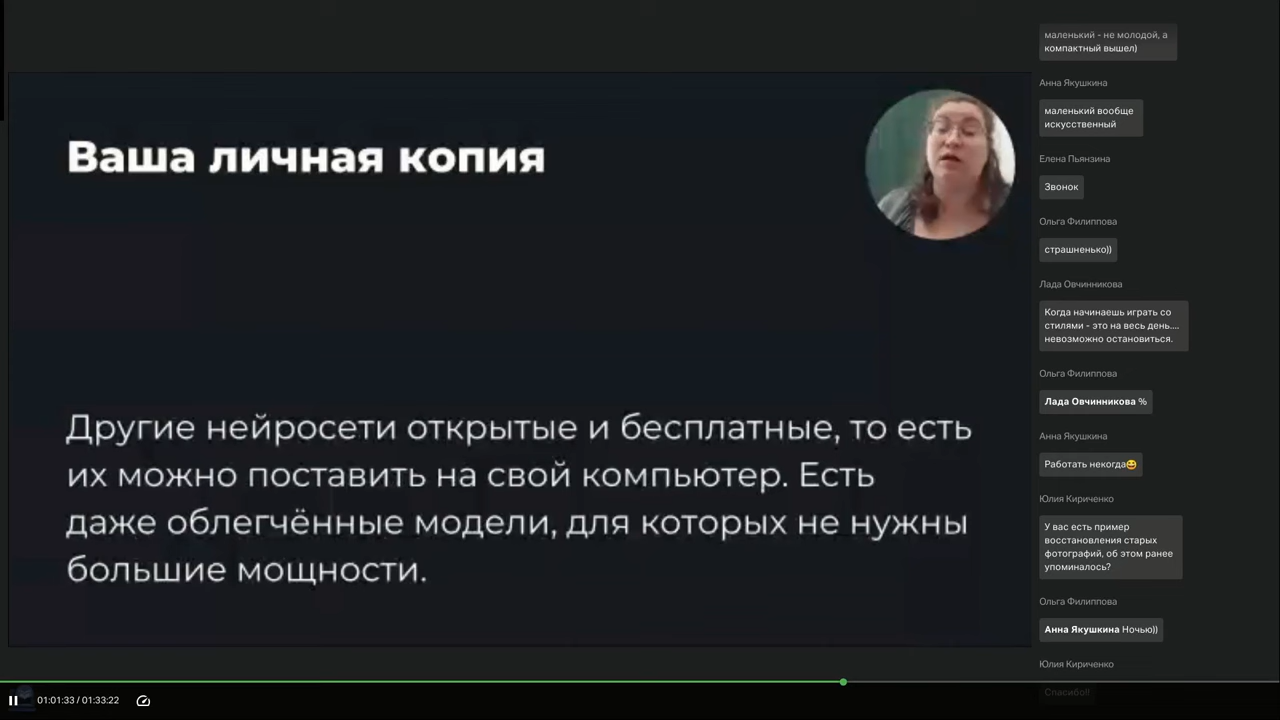 Ваша личная копия
Другие нейросети открытые и бесплатные, то есть
их можно поставить на свой компьютер. Есть
даже облегчённые модели, для которых не нужны
большие мощности.
маленький - не молодой, а
компактный вышел)
Анна Якушкина
маленький вообще
искусственный
Елена Пьянзина
Звонок
Ольга Филиппова
страшненько))
Лада Овчинникова
Когда начинаешь играть со
стилями - это на весь день....
невозможно остановиться.
Ольга Филиппова
Лада Овчинникова %
Анна Якушкина
Работать некогда😅
Юлия Кириченко
У вас есть пример
восстановления старых
фотографий, об этом ранее
упоминалось?
Ольга Филиппова
Анна Якушкина Ночью))
Юлия Кириченко
Спасибо!!
01:01:33 / 01:33:22